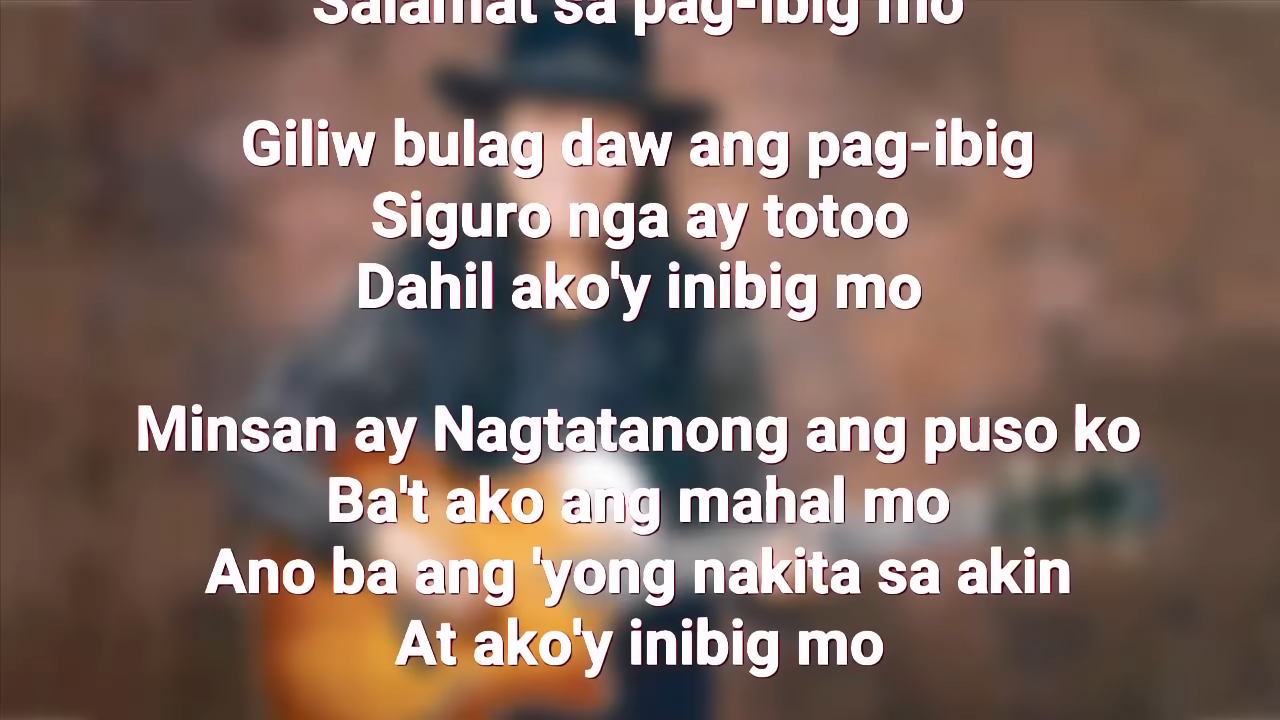 Salamat sa pag-ibig mo
Giliw bulag daw ang pag-ibig
Siguro nga ay totoo
Dahil ako'y inibig mo
Minsan ay Nagtatanong ang puso ko
Ba't ako ang mahal mo
Ano ba ang 'yong nakita sa akin
At ako'y inibig mo